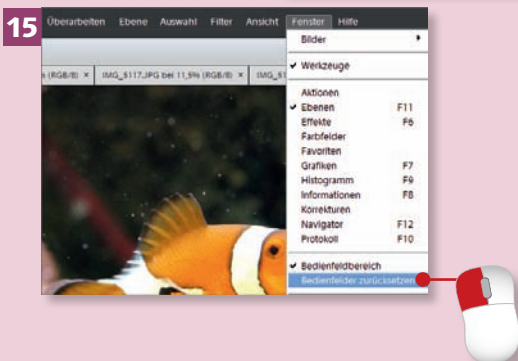 15
Überarbeiten Ebene Auswahl Filter Ansicht Fenster Hilfe
Bilder
(RGB/8) × IMG_5117.JPG bei 11,5% (RGB/8) × IMG_51
✔ Werkzeuge
Aktionen
✔ Ebenen F11
Effekte F6
Farbfelder
Favoriten
Grafiken F7
Histogramm F9
Informationen F8
Korrekturen
Navigator F12
Protokoll F10
✔ Bedienfeldbereich
Bedienfelder zurücksetzen